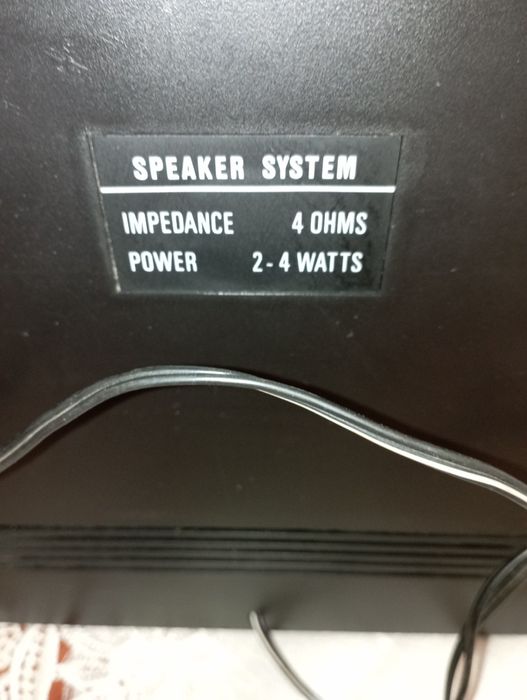 SPEAKER SYSTEM
IMPEDANCE 4 OHMS
POWER 2-4 WATTS